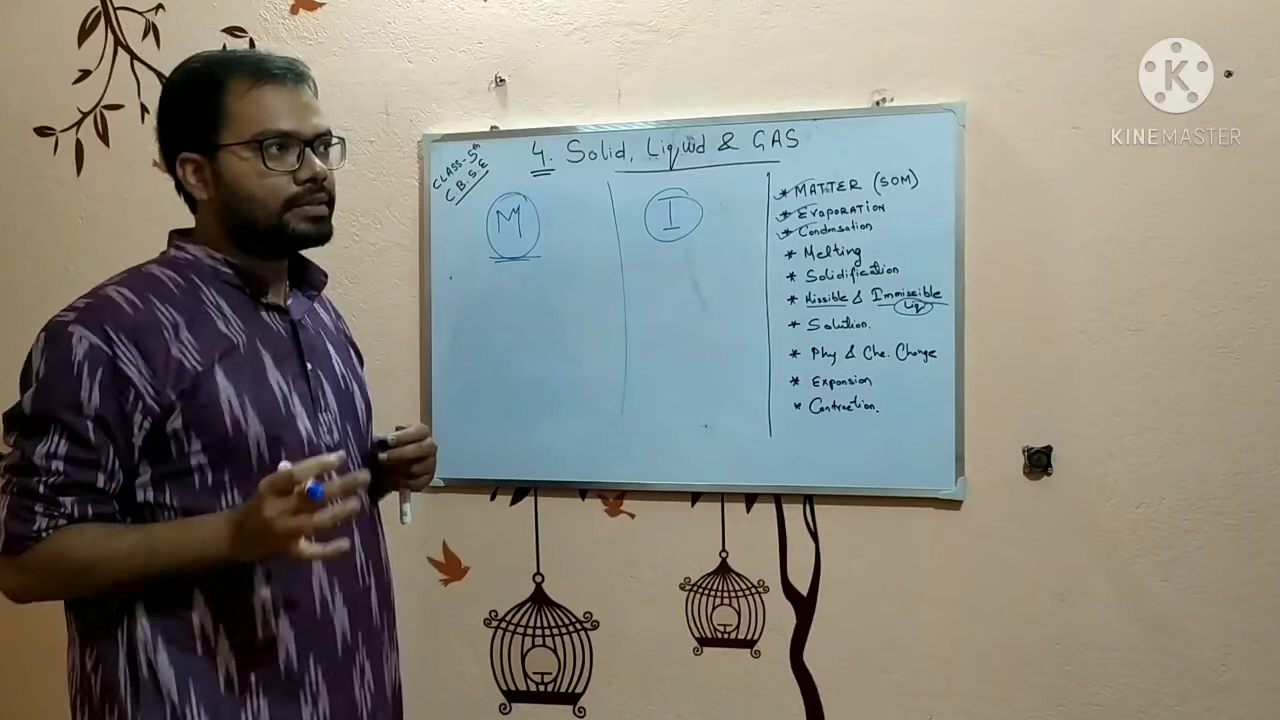 CLASS-5th
C.B.S.E
4. Solid, Liquid & GAS
M
I
* MATTER (SOM)
* EVAPORATION
* Condensation
* Melting
* Solidification
* Missible & Immissible
Liq
* Solution.
* Phy & Che. Change
* Expansion
* Contraction.
K
KINEMASTER